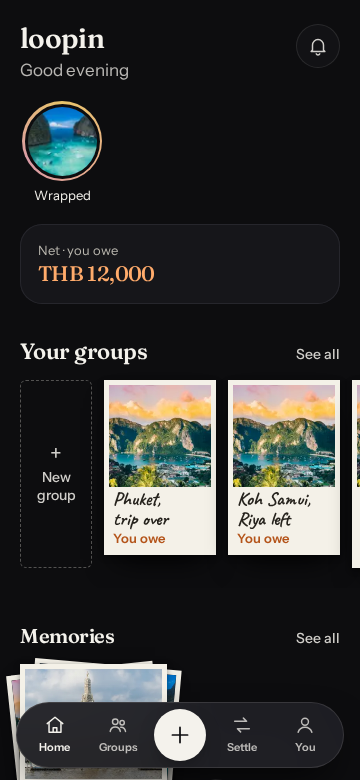 loopin
Good evening
Wrapped
Net · you owe
THB 12,000
Your groups
See all
+
New
group
Phuket,
trip over
You owe
Koh Samui,
Riya left
You owe
Memories
See all
Home
Groups
+
Settle
You